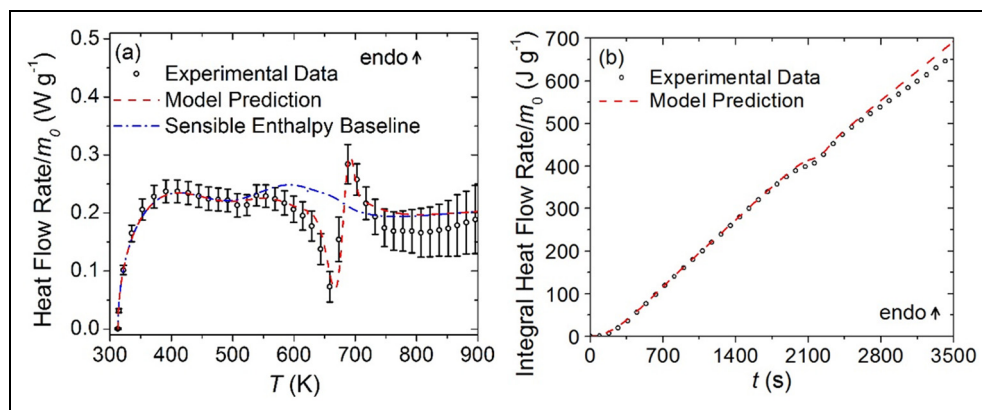 (a)
endo ↑
Experimental Data
Model Prediction
Sensible Enthalpy Baseline
Heat Flow Rate/m₀ (W g⁻¹)
0.5
0.4
0.3
0.2
0.1
0.0
300 400 500 600 700 800 900
T (K)
(b)
Experimental Data
Model Prediction
endo ↑
Integral Heat Flow Rate/m₀ (J g⁻¹)
700
600
500
400
300
200
100
0
0 700 1400 2100 2800 3500
t (s)